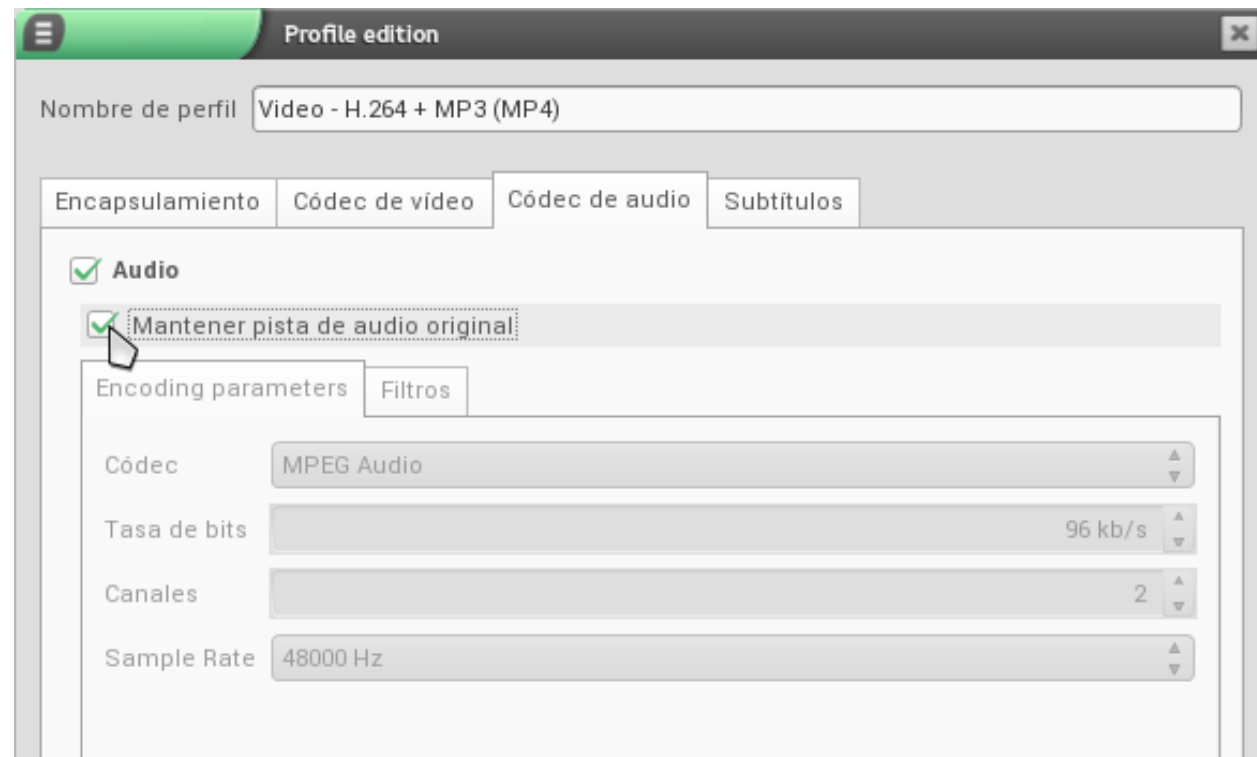 Profile edition
Nombre de perfil Video - H.264 + MP3 (MP4)
Encapsulamiento Códec de vídeo Códec de audio Subtítulos
Audio
Mantener pista de audio original
Encoding parameters Filtros
Códec MPEG Audio
Tasa de bits 96 kb/s
Canales 2
Sample Rate 48000 Hz